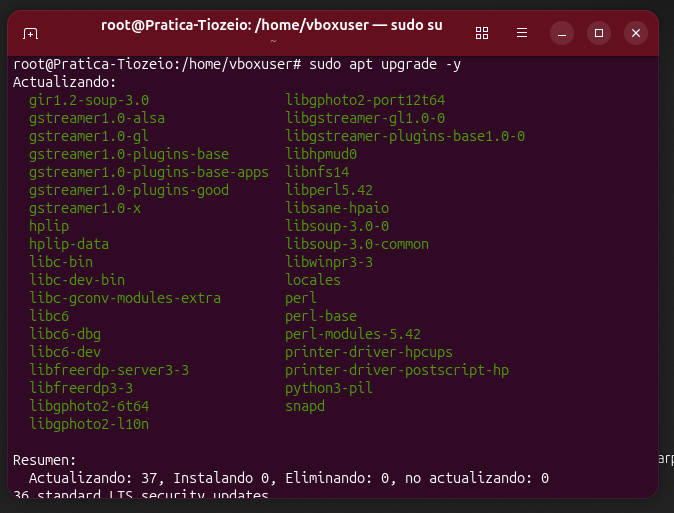 root@Pratica-Tiozeio: /home/vboxuser — sudo su
~
root@Pratica-Tiozeio:/home/vboxuser# sudo apt upgrade -y
Actualizando:
gir1.2-soup-3.0 libgphoto2-port12t64
gstreamer1.0-alsa libgstreamer-gl1.0-0
gstreamer1.0-gl libgstreamer-plugins-base1.0-0
gstreamer1.0-plugins-base libhpmud0
gstreamer1.0-plugins-base-apps libnfs14
gstreamer1.0-plugins-good libperl5.42
gstreamer1.0-x libsane-hpaio
hplip libsoup-3.0-0
hplip-data libsoup-3.0-common
libc-bin libwinpr3-3
libc-dev-bin locales
libc-gconv-modules-extra perl
libc6 perl-base
libc6-dbg perl-modules-5.42
libc6-dev printer-driver-hpcups
libfreerdp-server3-3 printer-driver-postscript-hp
libfreerdp3-3 python3-pil
libgphoto2-6t64 snapd
libgphoto2-l10n
Resumen:
Actualizando: 37, Instalando 0, Eliminando: 0, no actualizando: 0
36 standard LTS security updates